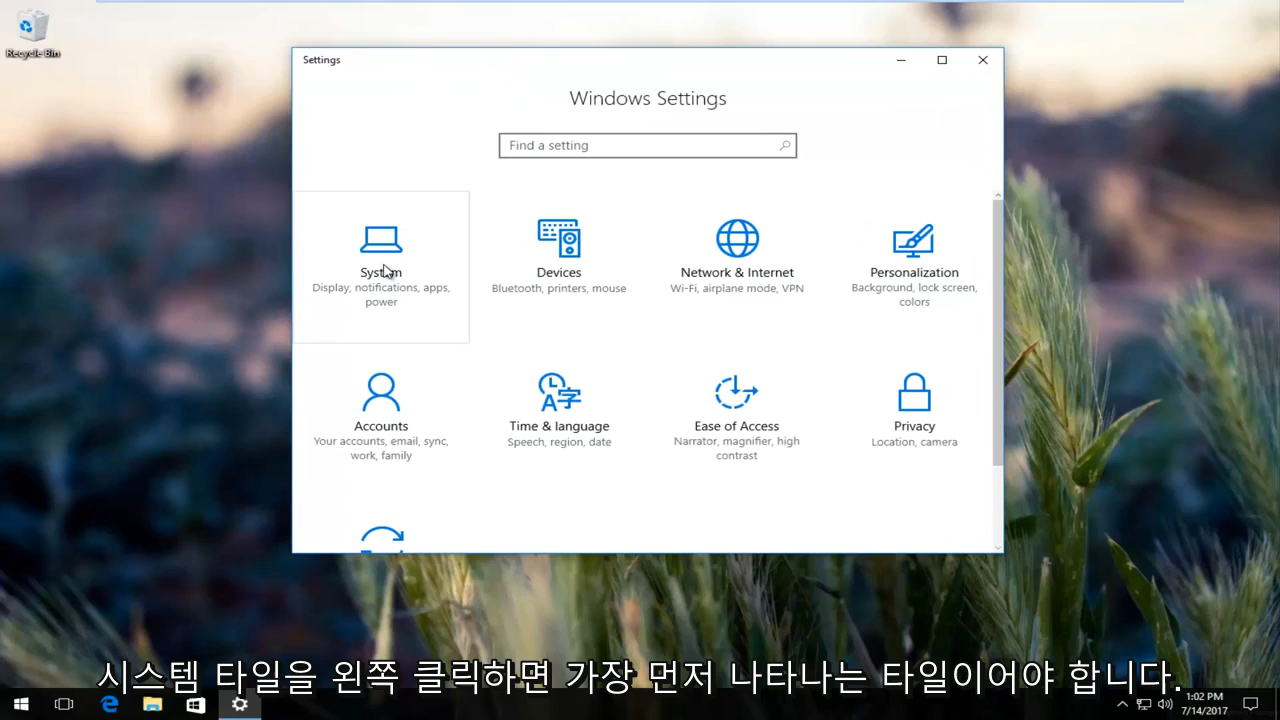 Recycle Bin
Settings
Windows Settings
Find a setting
System
Display, notifications, apps,
power
Devices
Bluetooth, printers, mouse
Network & Internet
Wi-Fi, airplane mode, VPN
Personalization
Background, lock screen,
colors
Accounts
Your accounts, email, sync,
work, family
Time & language
Speech, region, date
Ease of Access
Narrator, magnifier, high
contrast
Privacy
Location, camera
시스템 타일을 왼쪽 클릭하면 가장 먼저 나타나는 타일이어야 합니다.
1:02 PM
7/14/2017